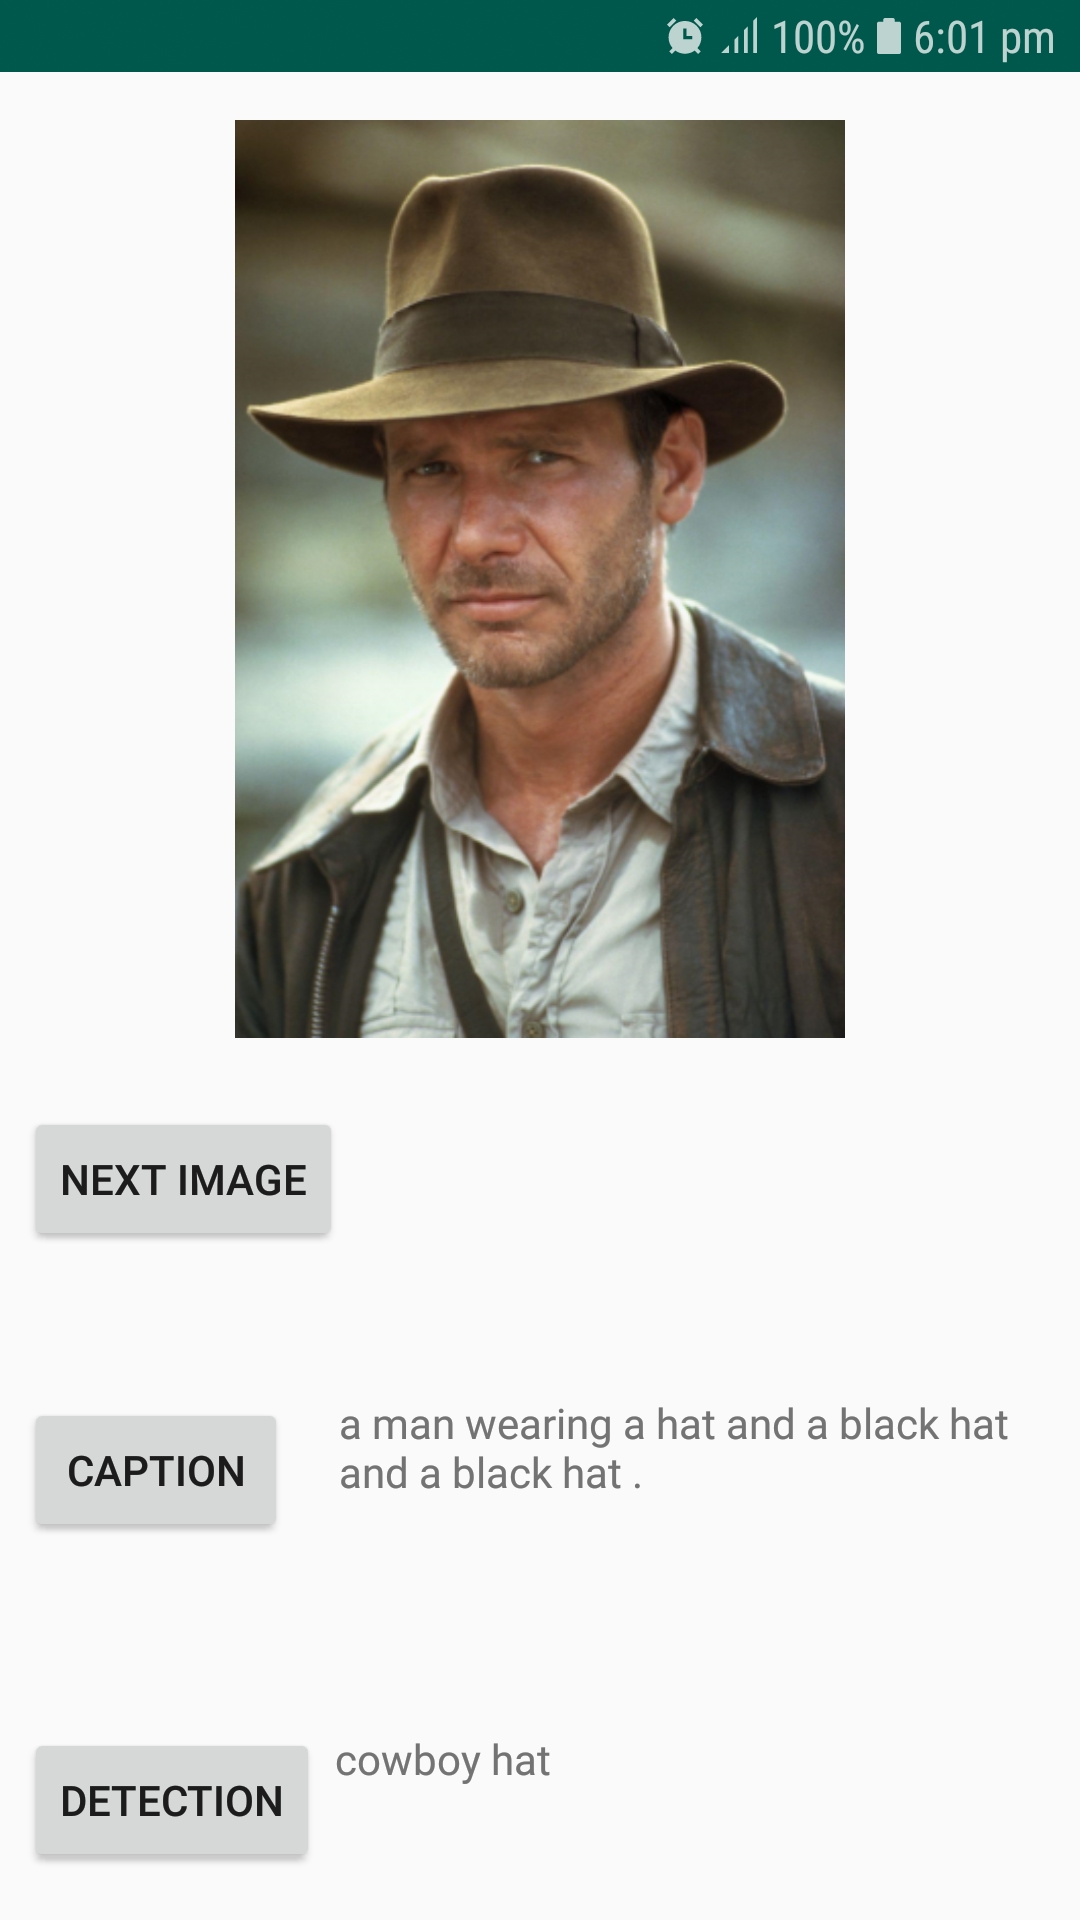 100% 6:01 pm
NEXT IMAGE
CAPTION
a man wearing a hat and a black hat
and a black hat .
DETECTION
cowboy hat